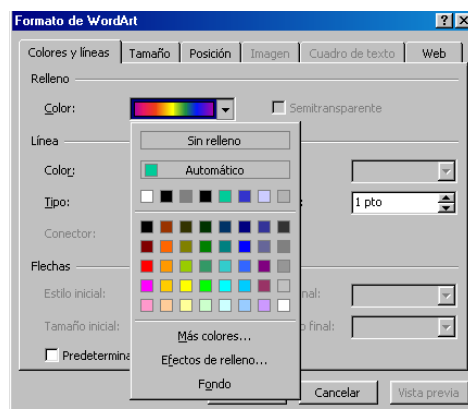 Formato de WordArt
Colores y líneas Tamaño Posición Imagen Cuadro de texto Web
Relleno
Color: Semitransparente
Sin relleno
Línea
Automático
Color:
Tipo: 1 pto
Conector:
Flechas
Estilo inicial: nal:
Tamaño inicial: o final:
Más colores...
Predetermina
Efectos de relleno...
Fondo
Cancelar Vista previa